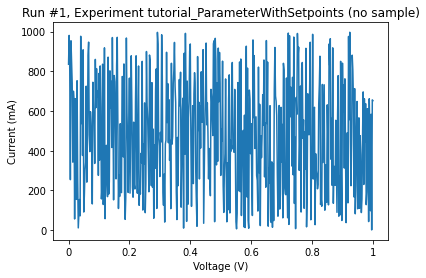 Run #1, Experiment tutorial_ParameterWithSetpoints (no sample)
1000
800
600
400
200
0
Current (mA)
0 0.2 0.4 0.6 0.8 1
Voltage (V)